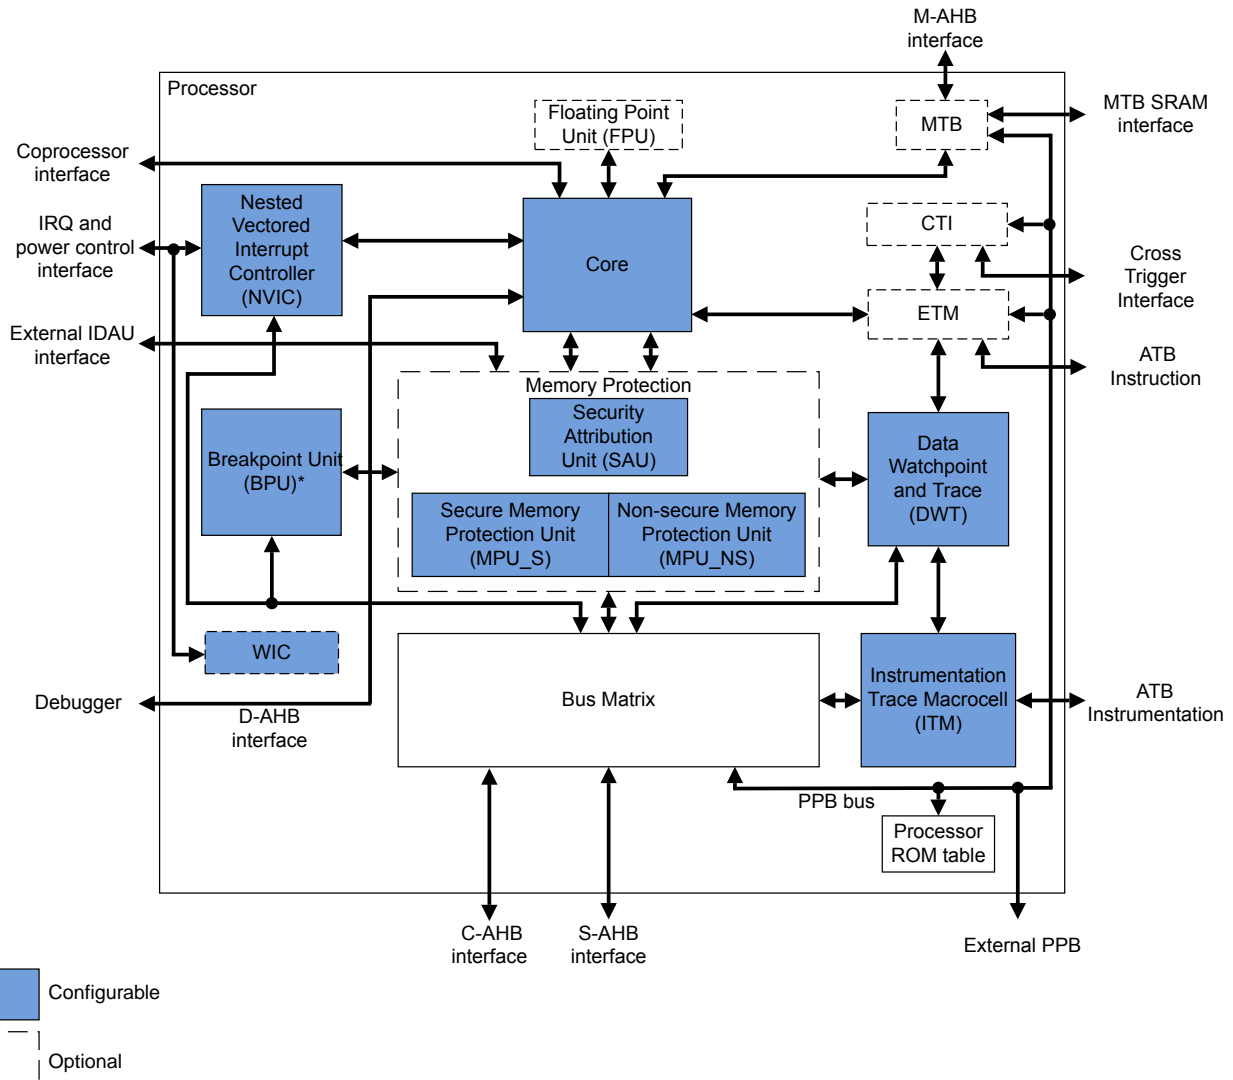 M-AHB
interface
Processor
Floating Point
Unit (FPU)
MTB
MTB SRAM
interface
Coprocessor
interface
Nested
Vectored
Interrupt
Controller
(NVIC)
IRQ and
power control
interface
Core
CTI
Cross
Trigger
Interface
ETM
External IDAU
interface
ATB
Instruction
Memory Protection
Security
Attribution
Unit (SAU)
Breakpoint Unit
(BPU)*
Data
Watchpoint
and Trace
(DWT)
Secure Memory
Protection Unit
(MPU_S)
Non-secure Memory
Protection Unit
(MPU_NS)
WIC
Bus Matrix
Instrumentation
Trace Macrocell
(ITM)
ATB
Instrumentation
Debugger
D-AHB
interface
PPB bus
Processor
ROM table
C-AHB
interface
S-AHB
interface
External PPB
Configurable
Optional